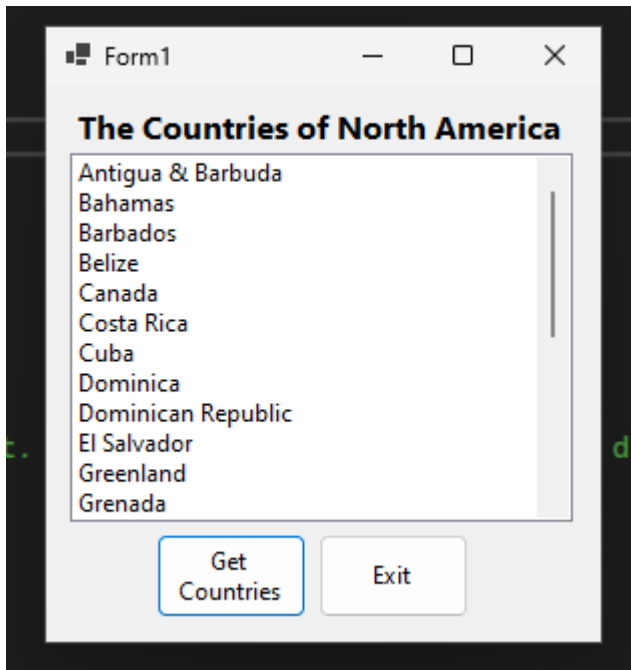 Form1
The Countries of North America
Antigua & Barbuda
Bahamas
Barbados
Belize
Canada
Costa Rica
Cuba
Dominica
Dominican Republic
El Salvador
Greenland
Grenada
t.
d
Get
Countries
Exit